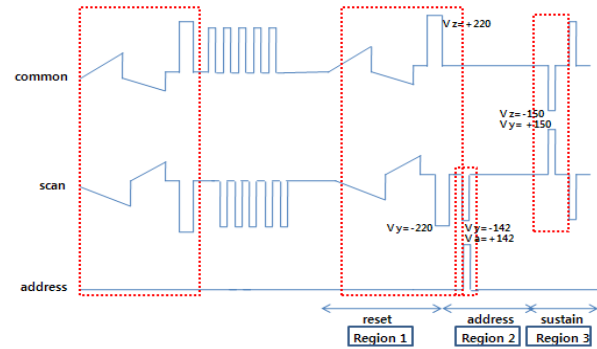 Vz=+220
common
Vz=-150
Vy=+150
scan
Vy=-220
Vy=-142
Va=+142
address
reset
address
sustain
Region 1
Region 2
Region 3